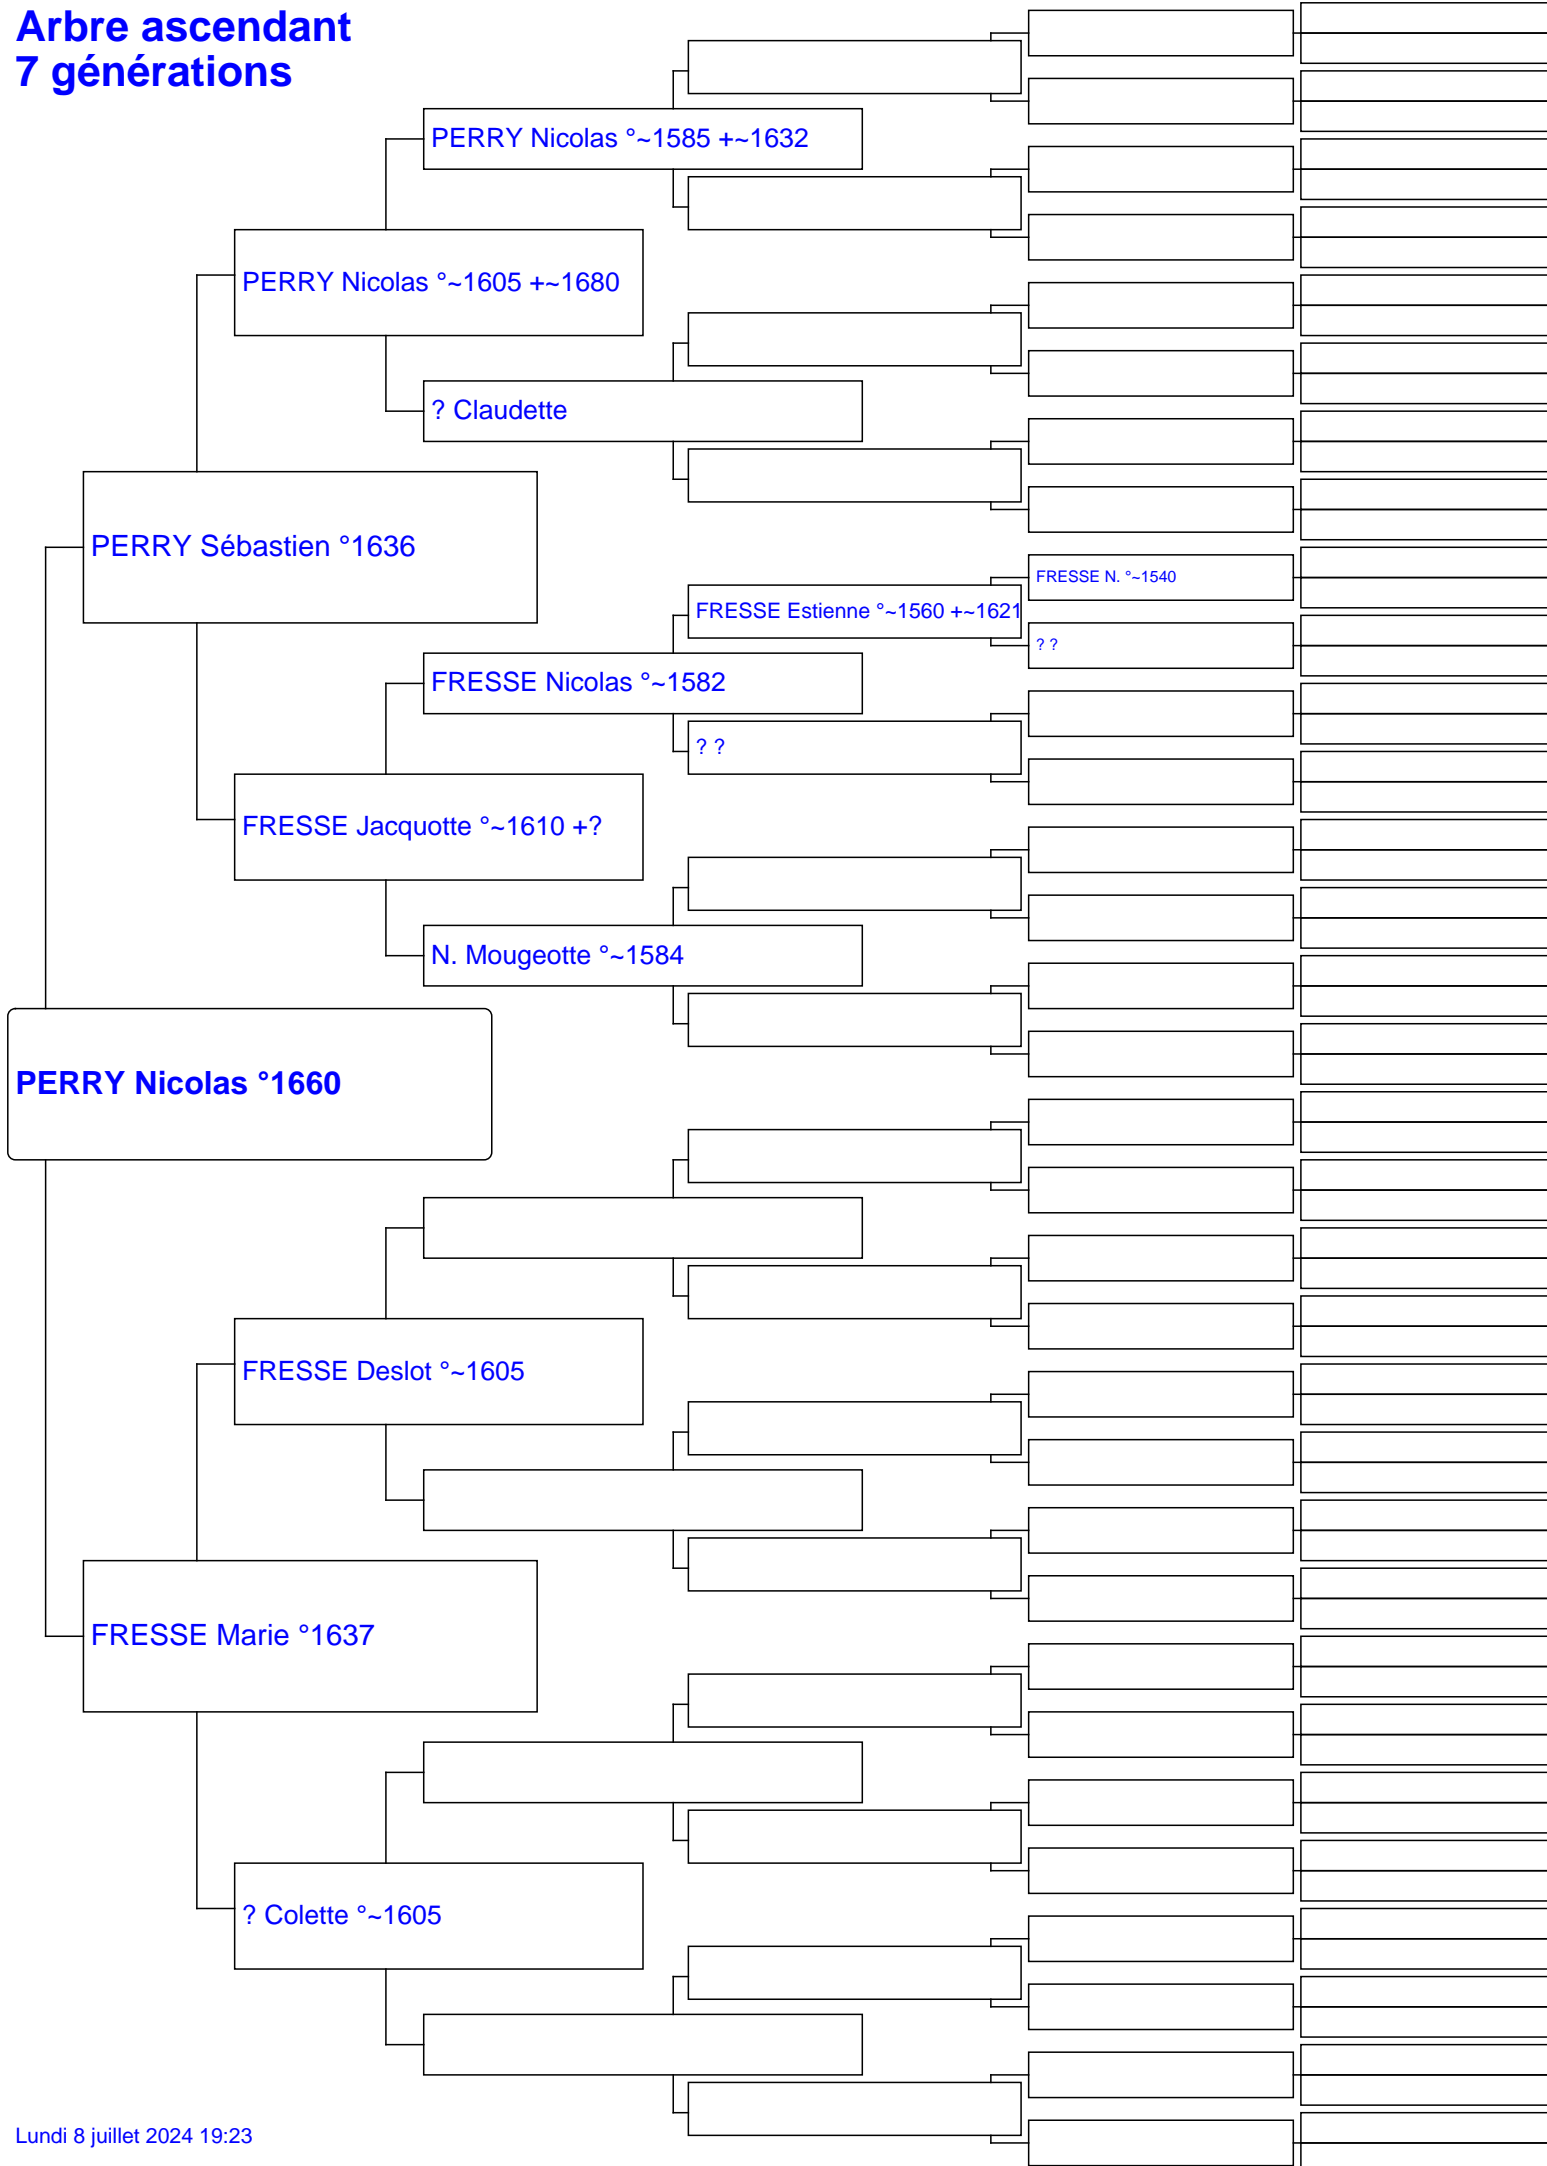 Arbre ascendant
7 générations
PERRY Nicolas °~1585 +~1632
PERRY Nicolas °~1605 +~1680
? Claudette
PERRY Sébastien °1636
FRESSE N. °~1540
FRESSE Estienne °~1560 +~1621
? ?
FRESSE Nicolas °~1582
? ?
FRESSE Jacquotte °~1610 +?
N. Mougeotte °~1584
PERRY Nicolas °1660
FRESSE Deslot °~1605
FRESSE Marie °1637
? Colette °~1605
Lundi 8 juillet 2024 19:23